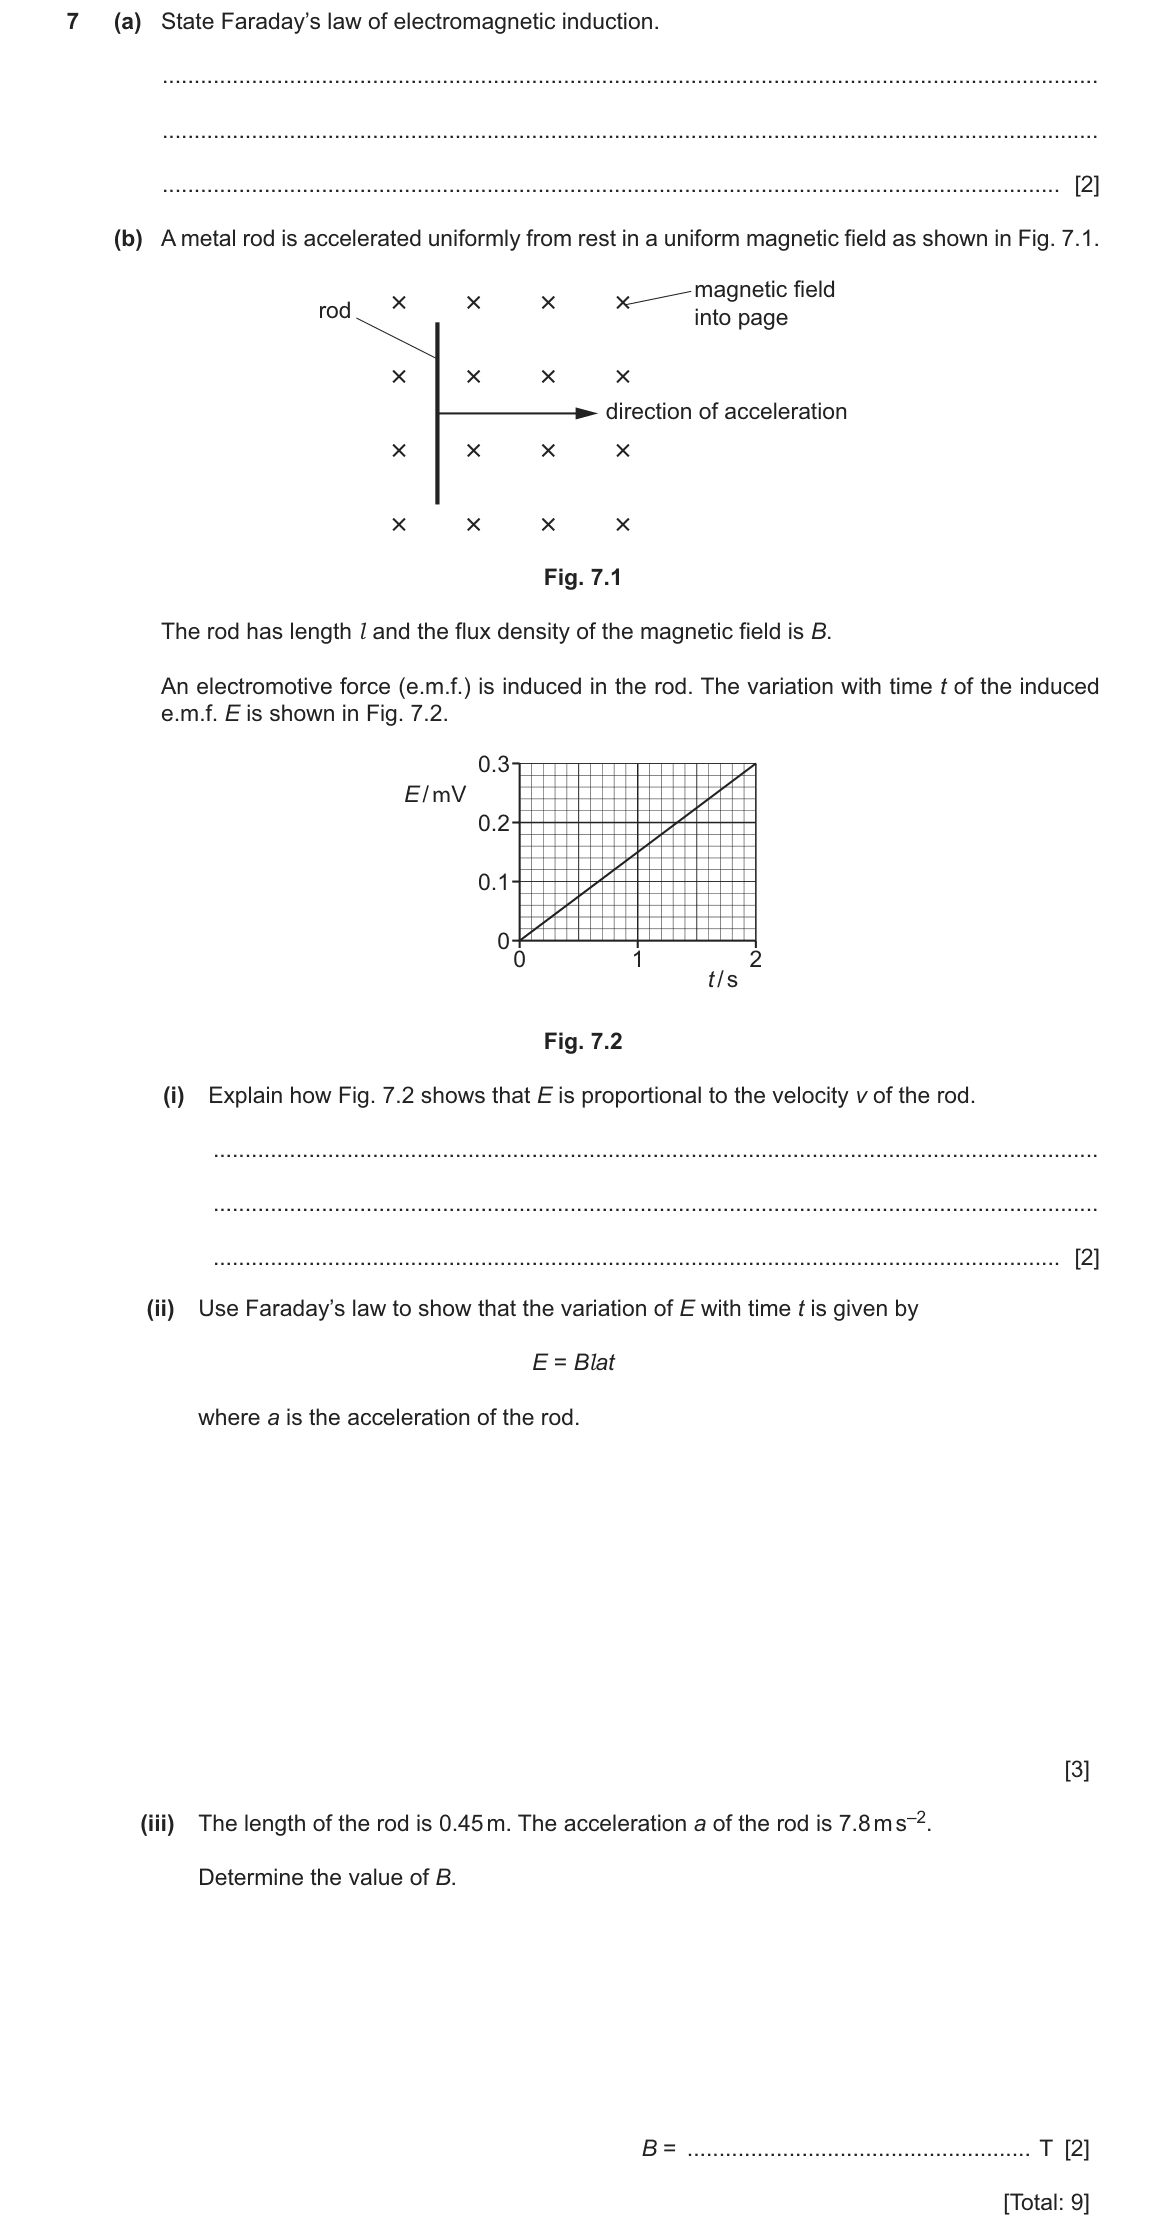 7 (a) State Faraday’s law of electromagnetic induction.
..........................................................................................................................................................
..........................................................................................................................................................
.................................................................................................................................................... [2]
(b) A metal rod is accelerated uniformly from rest in a uniform magnetic field as shown in Fig. 7.1.
rod
magnetic field
into page
direction of acceleration
Fig. 7.1
The rod has length l and the flux density of the magnetic field is B.
An electromotive force (e.m.f.) is induced in the rod. The variation with time t of the induced
e.m.f. E is shown in Fig. 7.2.
0.3
E / mV
0.2
0.1
0
0 1 2
t / s
Fig. 7.2
(i) Explain how Fig. 7.2 shows that E is proportional to the velocity v of the rod.
..................................................................................................................................................
..................................................................................................................................................
............................................................................................................................................ [2]
(ii) Use Faraday’s law to show that the variation of E with time t is given by
E = Blat
where a is the acceleration of the rod.
[3]
(iii) The length of the rod is 0.45 m. The acceleration a of the rod is 7.8 m s⁻².
Determine the value of B.
B = ...................................................... T [2]
[Total: 9]